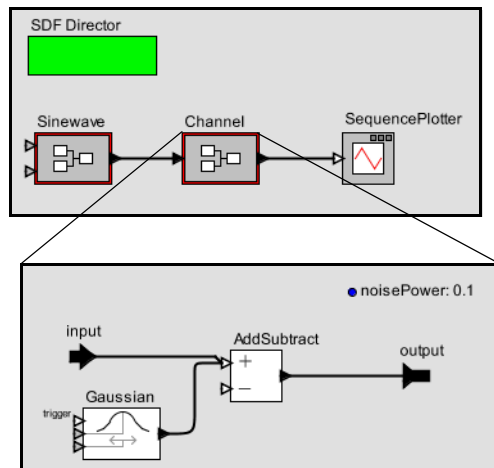 SDF Director
Sinewave
Channel
SequencePlotter
noisePower: 0.1
input
AddSubtract
output
+
−
Gaussian
trigger